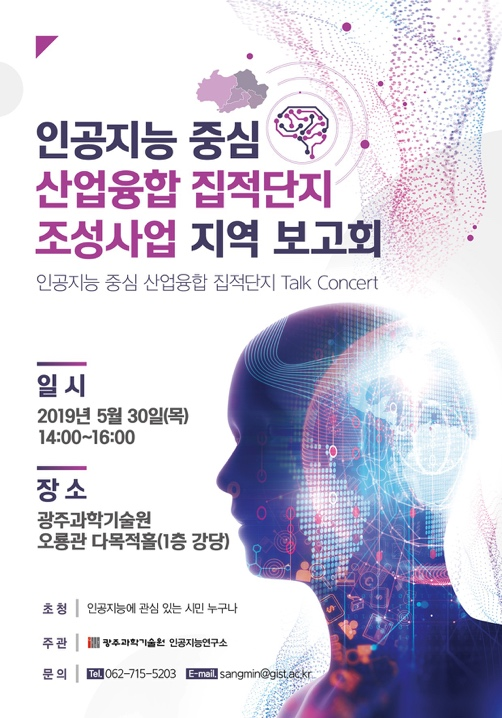 인공지능 중심
산업융합 집적단지
조성사업 지역 보고회
인공지능 중심 산업융합 집적단지 Talk Concert
일 시
2019년 5월 30일(목)
14:00~16:00
장 소
광주과학기술원
오룡관 다목적홀(1층 강당)
초 청 인공지능에 관심 있는 시민 누구나
주 관 광주과학기술원 인공지능연구소
문 의 Tel. 062-715-5203 E-mail. sangmin@gist.ac.kr